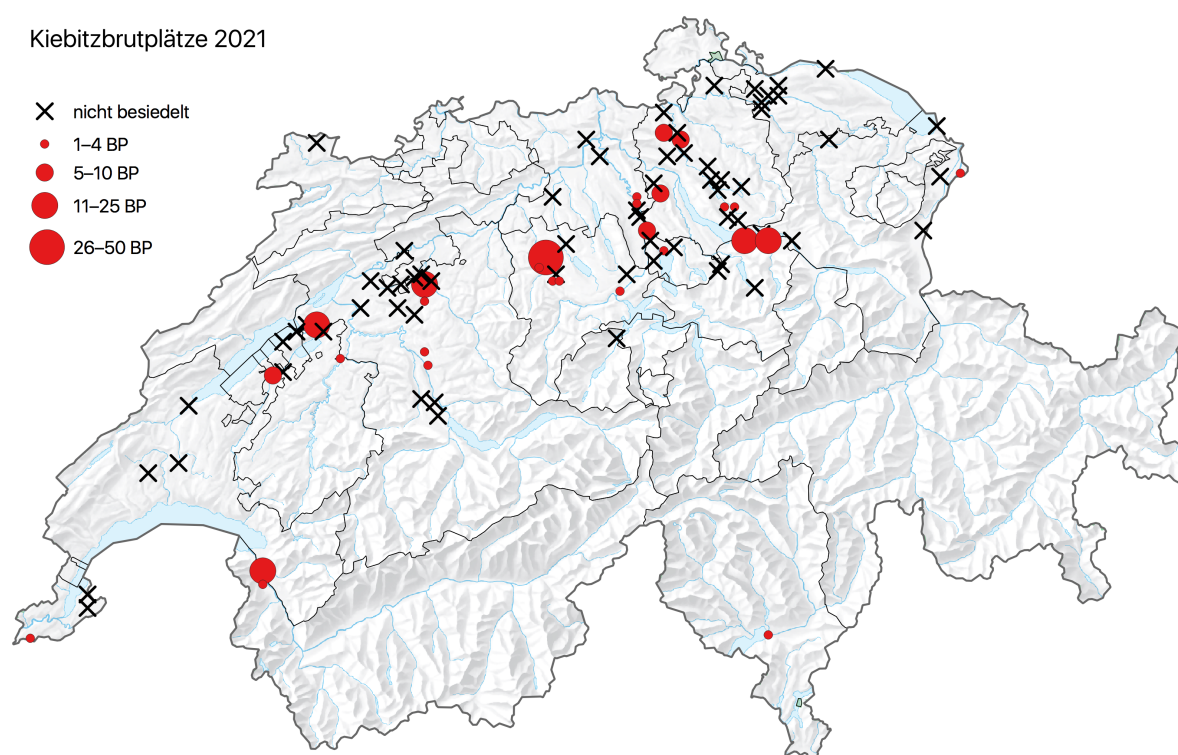 Kiebitzbrutplätze 2021
nicht besiedelt
1–4 BP
5–10 BP
11–25 BP
26–50 BP